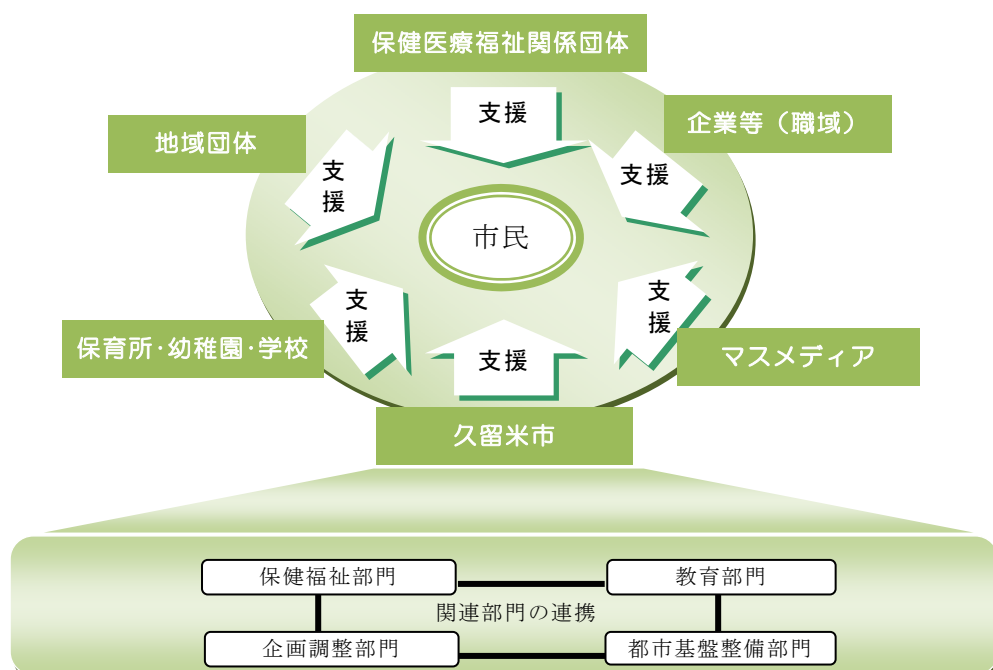 保健医療福祉関係団体
支援
企業等（職域）
地域団体
支
援
支援
市民
保育所･幼稚園･学校
支
援
支援
支
援
マスメディア
久留米市
保健福祉部門
教育部門
関連部門の連携
企画調整部門
都市基盤整備部門